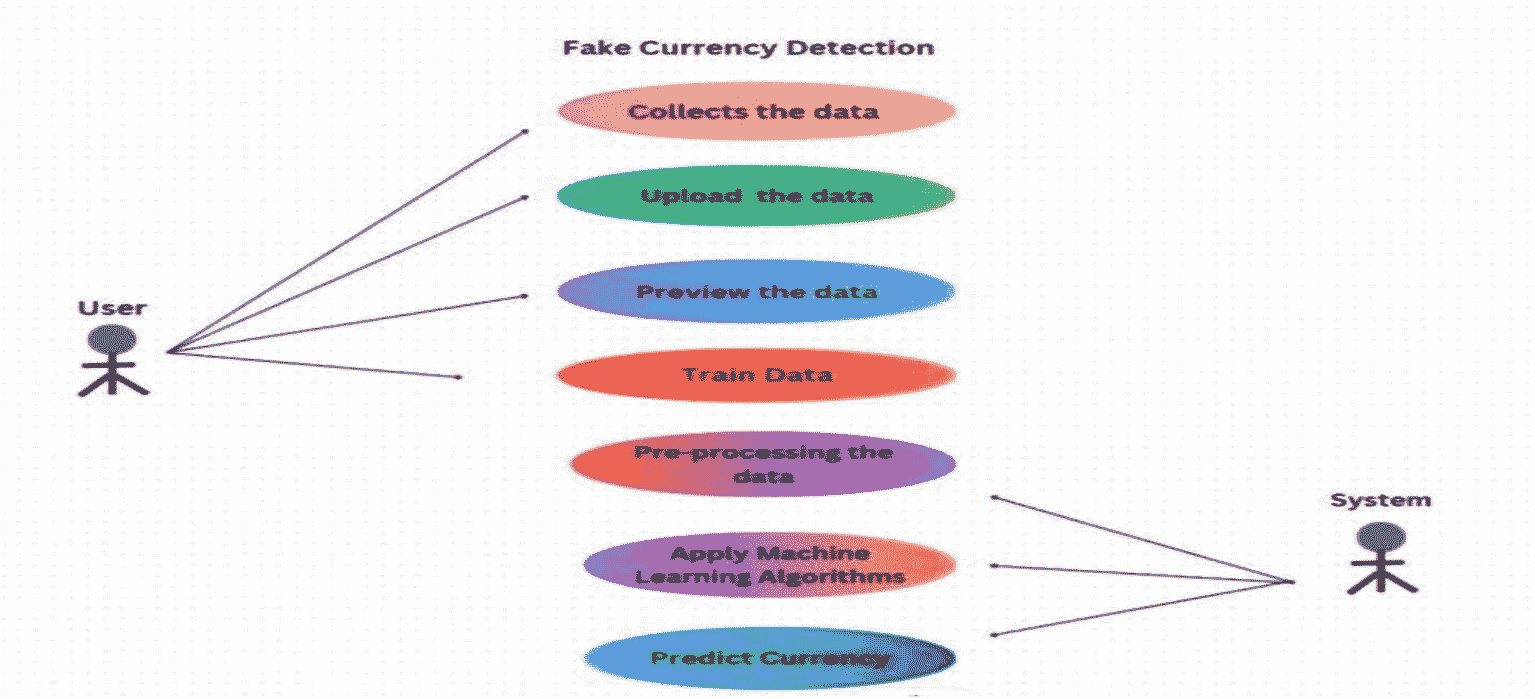 Fake Currency Detection
Collects the data
Upload the data
Preview the data
User
Train Data
Pre-processing the
data
System
Apply Machine
Learning Algorithms
Predict Currency